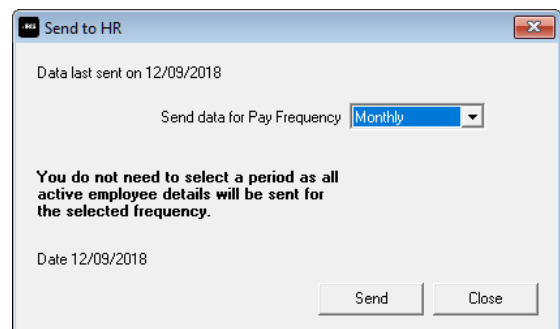 IRIS Send to HR
Data last sent on 12/09/2018
Send data for Pay Frequency Monthly
You do not need to select a period as all
active employee details will be sent for
the selected frequency.
Date 12/09/2018
Send Close